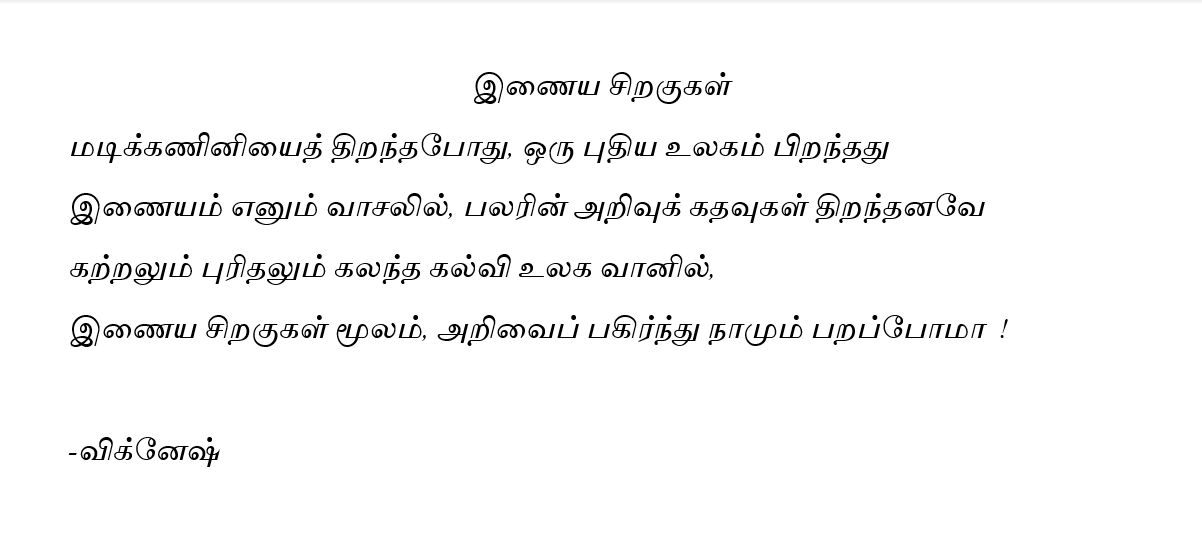 இணைய சிறகுகள்
மடிக்கணினியைத் திறந்தபோது, ஒரு புதிய உலகம் பிறந்தது
இணையம் எனும் வாசலில், பலரின் அறிவுக் கதவுகள் திறந்தனவே
கற்றலும் புரிதலும் கலந்த கல்வி உலக வானில்,
இணைய சிறகுகள் மூலம், அறிவைப் பகிர்ந்து நாமும் பறப்போமா !
-விக்னேஷ்